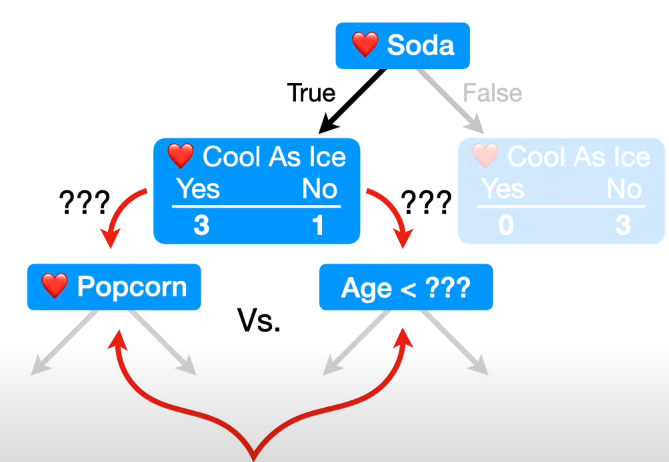 ❤️ Soda
True
False
❤️ Cool As Ice
Yes No
3 1
❤️ Cool As Ice
Yes No
0 3
???
???
❤️ Popcorn
Vs.
Age < ???